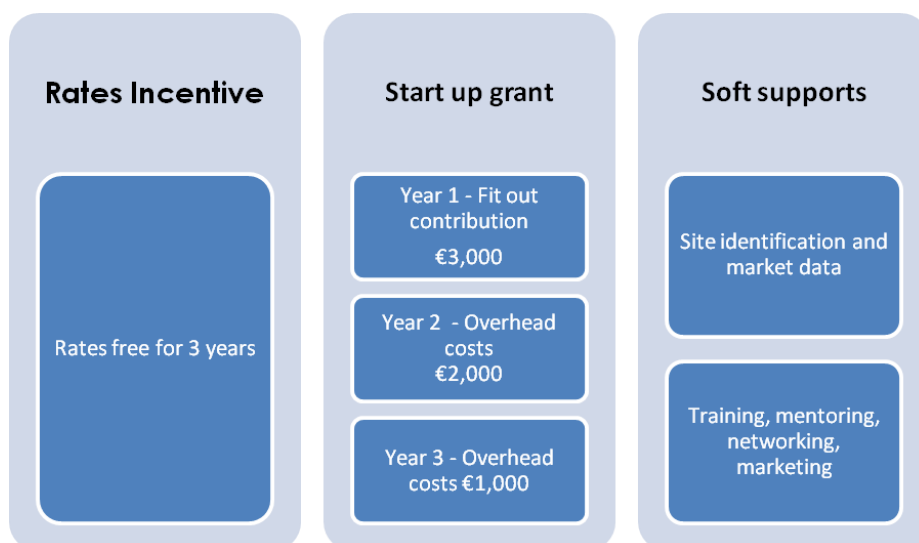 Rates Incentive
Rates free for 3 years
Start up grant
Year 1 - Fit out
contribution
€3,000
Year 2 - Overhead
costs
€2,000
Year 3 - Overhead
costs €1,000
Soft supports
Site identification and
market data
Training, mentoring,
networking,
marketing